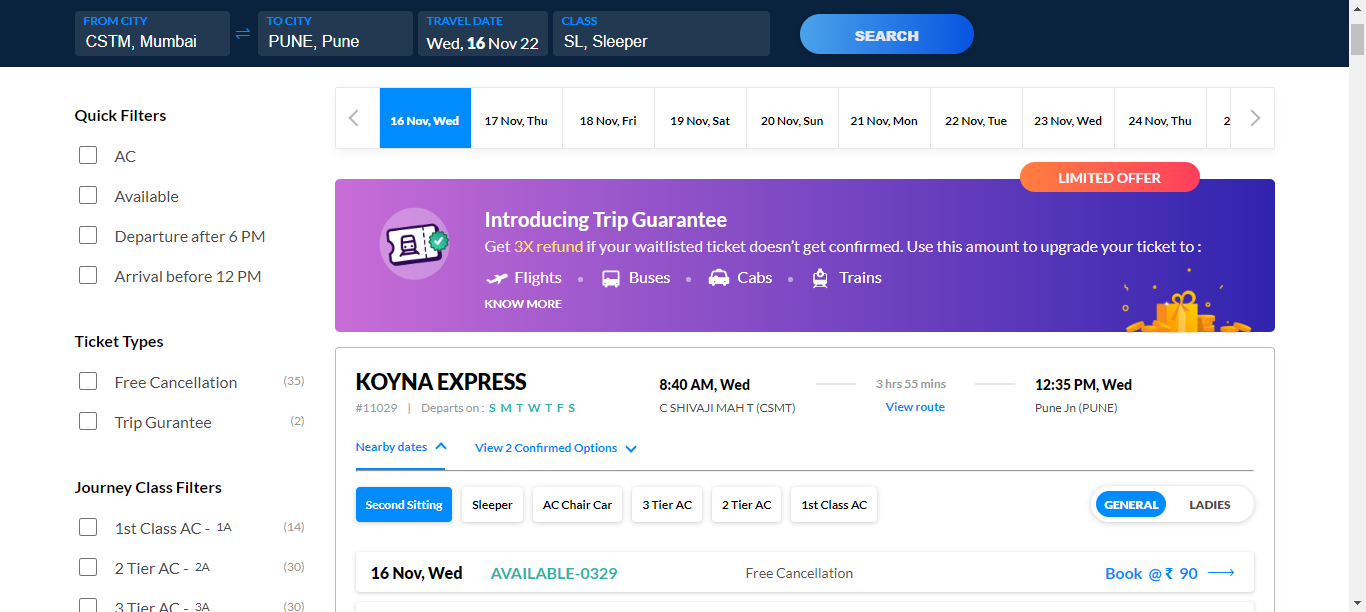 FROM CITY
CSTM, Mumbai
TO CITY
PUNE, Pune
TRAVEL DATE
Wed, 16 Nov 22
CLASS
SL, Sleeper
SEARCH
Quick Filters
AC
Available
Departure after 6 PM
Arrival before 12 PM
Ticket Types
Free Cancellation (35)
Trip Gurantee (2)
Journey Class Filters
1st Class AC - 1A (14)
2 Tier AC - 2A (30)
3 Tier AC - 3A (30)
16 Nov, Wed
17 Nov, Thu
18 Nov, Fri
19 Nov, Sat
20 Nov, Sun
21 Nov, Mon
22 Nov, Tue
23 Nov, Wed
24 Nov, Thu
2
LIMITED OFFER
Introducing Trip Guarantee
Get 3X refund if your waitlisted ticket doesn’t get confirmed. Use this amount to upgrade your ticket to :
Flights • Buses • Cabs • Trains
KNOW MORE
KOYNA EXPRESS
#11029 | Departs on : S M T W T F S
8:40 AM, Wed
C SHIVAJI MAH T (CSMT)
3 hrs 55 mins
View route
12:35 PM, Wed
Pune Jn (PUNE)
Nearby dates
View 2 Confirmed Options
Second Sitting
Sleeper
AC Chair Car
3 Tier AC
2 Tier AC
1st Class AC
GENERAL
LADIES
16 Nov, Wed
AVAILABLE-0329
Free Cancellation
Book @ ₹ 90